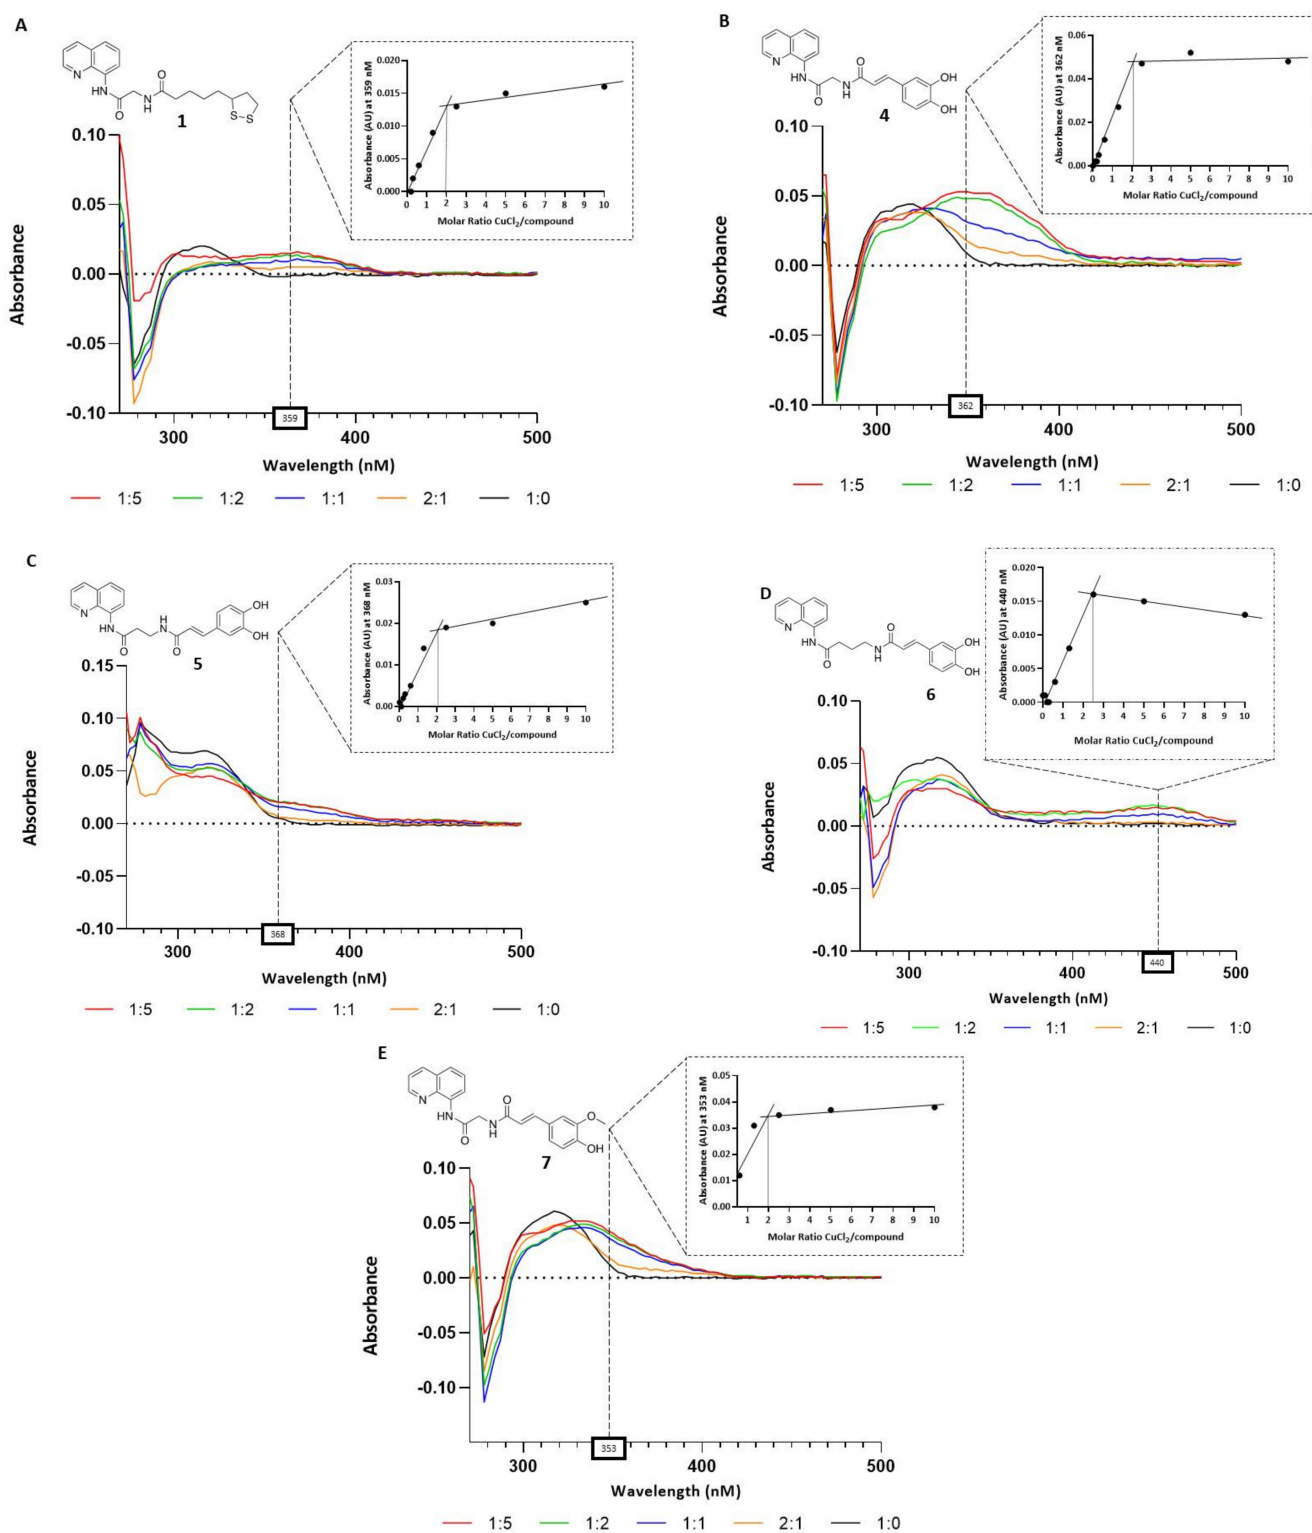 A
N
HN
O
O
N
H
S-S
1
Absorbance (AU) at 359 nM
0.020
0.015
0.010
0.005
0.000
0 1 2 3 4 5 6 7 8 9 10
Molar Ratio CuCl₂/compound
Absorbance
0.10
0.05
0.00
-0.05
-0.10
359
300 400 500
Wavelength (nM)
1:5 1:2 1:1 2:1 1:0
B
N
HN
O
O
N
H
OH
OH
4
Absorbance (AU) at 362 nM
0.06
0.04
0.02
0.00
0 1 2 3 4 5 6 7 8 9 10
Molar Ratio CuCl₂/compound
Absorbance
0.10
0.05
0.00
-0.05
-0.10
362
300 400 500
Wavelength (nM)
1:5 1:2 1:1 2:1 1:0
C
N
HN
O
H
N
O
OH
OH
5
Absorbance (AU) at 368 nM
0.03
0.02
0.01
0.00
0 1 2 3 4 5 6 7 8 9 10
Molar Ratio CuCl₂/compound
Absorbance
0.15
0.10
0.05
0.00
-0.05
-0.10
368
300 400 500
Wavelength (nM)
1:5 1:2 1:1 2:1 1:0
D
N
HN
O
O
N
H
OH
OH
6
Absorbance (AU) at 440 nM
0.020
0.015
0.010
0.005
0.000
0 1 2 3 4 5 6 7 8 9 10
Molar Ratio CuCl₂/compound
Absorbance
0.10
0.05
0.00
-0.05
-0.10
440
300 400 500
Wavelength (nM)
1:5 1:2 1:1 2:1 1:0
E
N
HN
O
O
N
H
O
OH
7
Absorbance (AU) at 353 nM
0.05
0.04
0.03
0.02
0.01
0.00
1 2 3 4 5 6 7 8 9 10
Molar Ratio CuCl₂/compound
Absorbance
0.10
0.05
0.00
-0.05
-0.10
353
300 400 500
Wavelength (nM)
1:5 1:2 1:1 2:1 1:0